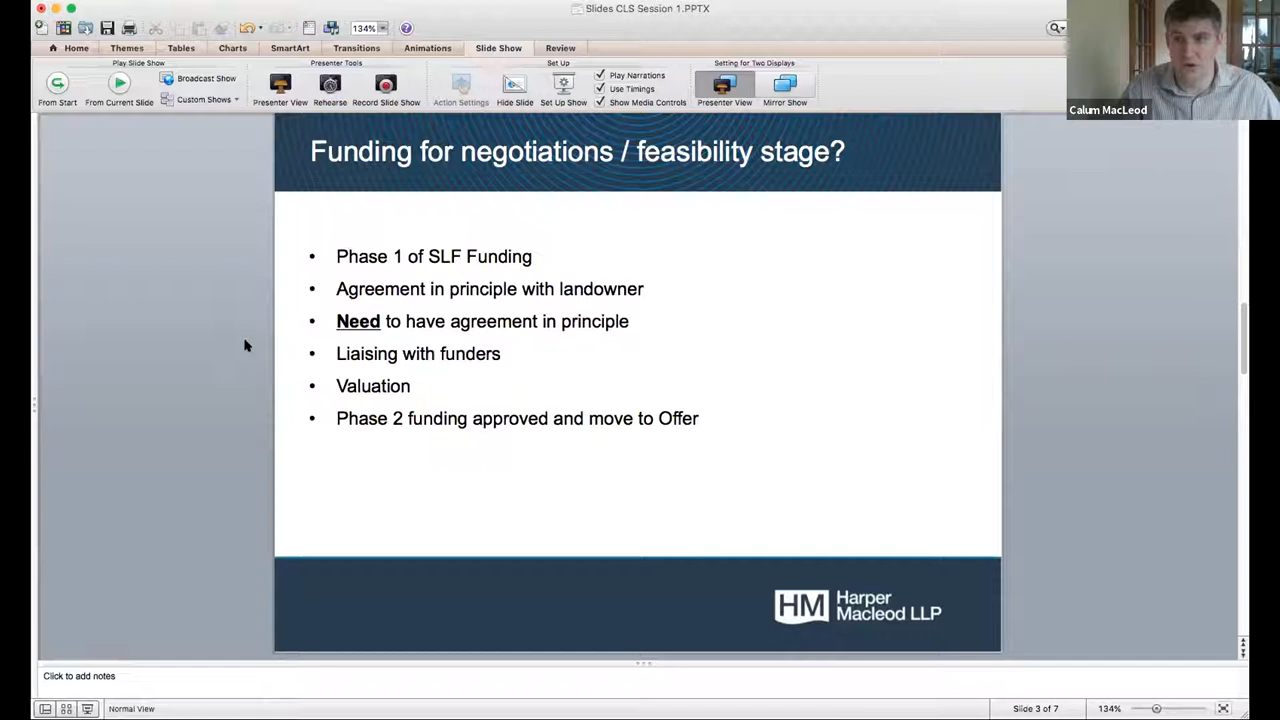 Slides CLS Session 1.PPTX
134%
Home
Themes
Tables
Charts
SmartArt
Transitions
Animations
Slide Show
Review
Play Slide Show
Presenter Tools
Set Up
Setting for Two Displays
From Start
From Current Slide
Broadcast Show
Custom Shows
Presenter View
Rehearse
Record Slide Show
Action Settings
Hide Slide
Set Up Show
Play Narrations
Use Timings
Show Media Controls
Presenter View
Mirror Show
Calum MacLeod
Funding for negotiations / feasibility stage?
• Phase 1 of SLF Funding
• Agreement in principle with landowner
• Need to have agreement in principle
• Liaising with funders
• Valuation
• Phase 2 funding approved and move to Offer
HM
Harper
Macleod LLP
Click to add notes
Normal View
Slide 3 of 7
134%